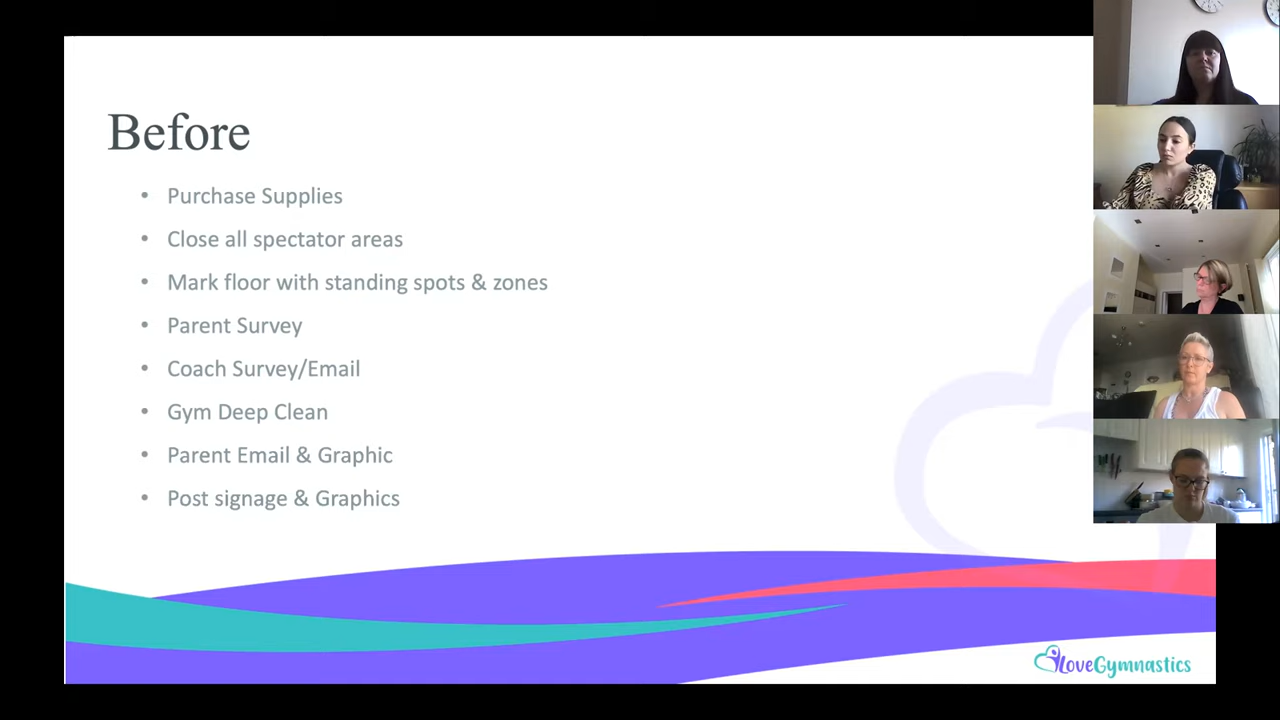 Before
• Purchase Supplies
• Close all spectator areas
• Mark floor with standing spots & zones
• Parent Survey
• Coach Survey/Email
• Gym Deep Clean
• Parent Email & Graphic
• Post signage & Graphics
iLoveGymnastics